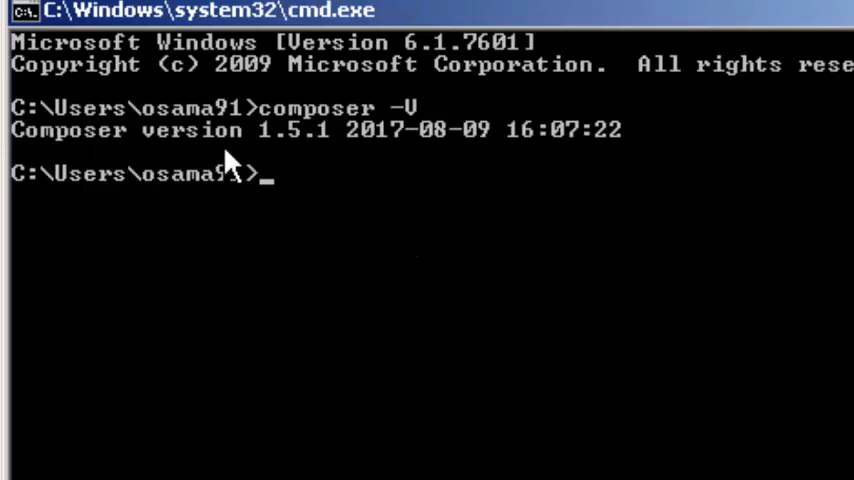 C:\Windows\system32\cmd.exe
Microsoft Windows [Version 6.1.7601]
Copyright (c) 2009 Microsoft Corporation.  All rights rese
C:\Users\osama91>composer -V
Composer version 1.5.1 2017-08-09 16:07:22
C:\Users\osama91>_